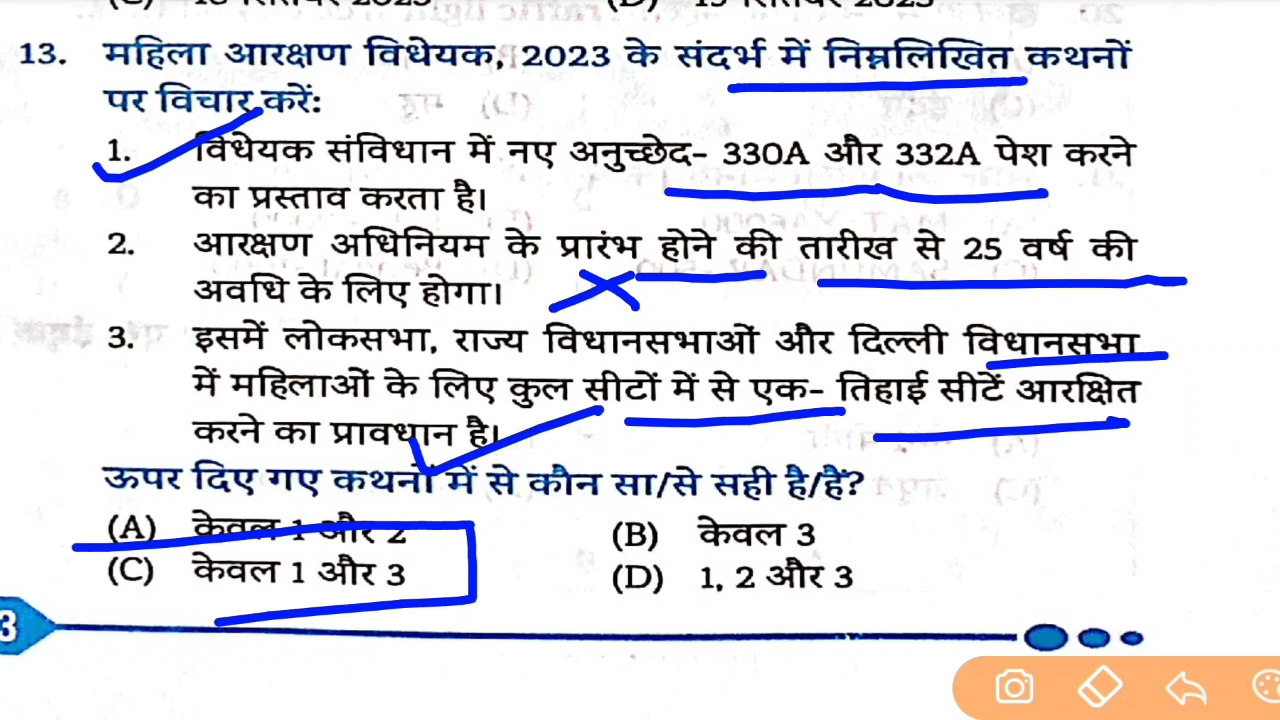 13. महिला आरक्षण विधेयक, 2023 के संदर्भ में निम्नलिखित कथनों
पर विचार करें:
1. विधेयक संविधान में नए अनुच्छेद- 330A और 332A पेश करने
का प्रस्ताव करता है।
2. आरक्षण अधिनियम के प्रारंभ होने की तारीख से 25 वर्ष की
अवधि के लिए होगा।
3. इसमें लोकसभा, राज्य विधानसभाओं और दिल्ली विधानसभा
में महिलाओं के लिए कुल सीटों में से एक- तिहाई सीटें आरक्षित
करने का प्रावधान है।
ऊपर दिए गए कथनों में से कौन सा/से सही है/हैं?
(A) केवल 1 और 2 (B) केवल 3
(C) केवल 1 और 3 (D) 1, 2 और 3
3